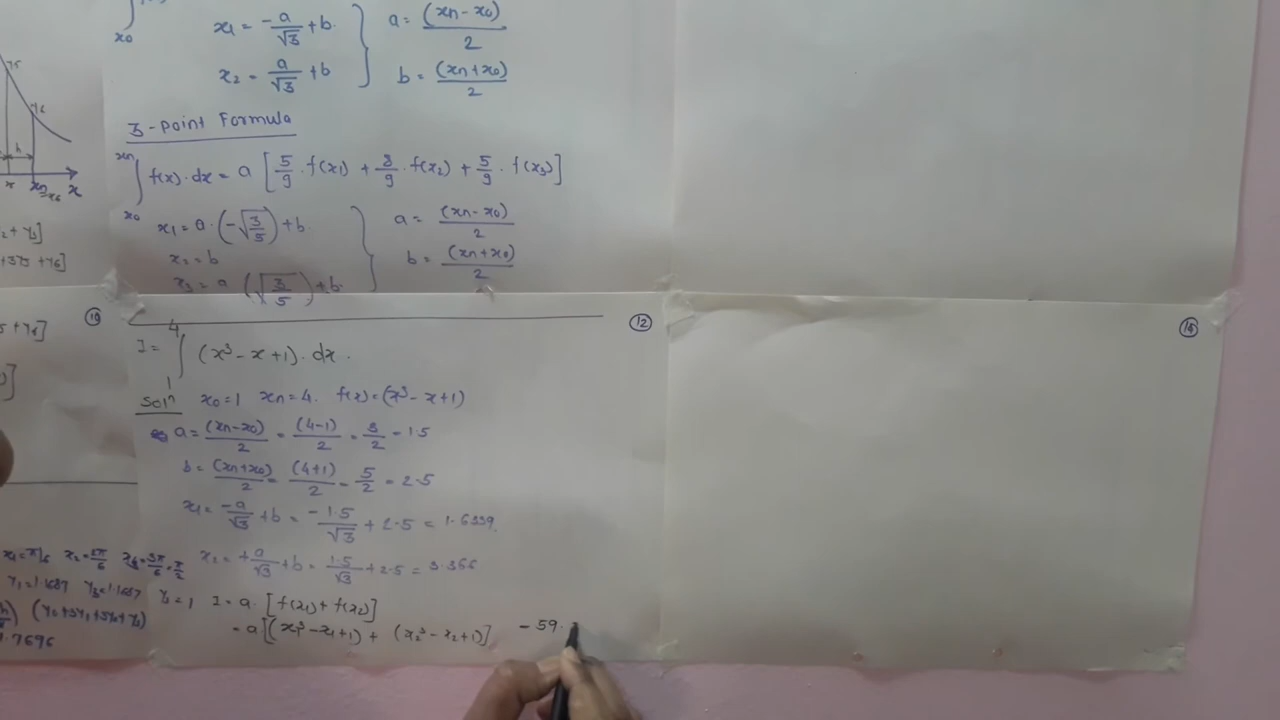 x0
x1 = -a/√3 + b.
a = (xn - x0)/2
x2 = a/√3 + b
b = (xn + x0)/2
3-point Formula
xn
∫ f(x)·dx = a [5/9 · f(x1) + 8/9 · f(x2) + 5/9 · f(x3)]
x0
x1 = a·(-√3/5) + b.
a = (xn - x0)/2
x2 = b
b = (xn + x0)/2
x3 = a (√3/5) + b.
10
12
15
I = ∫ 4 1 (x³ - x + 1)·dx.
Solⁿ x0 = 1 xn = 4. f(x) = (x³ - x + 1)
a = (xn - x0)/2 = (4-1)/2 = 3/2 = 1.5
b = (xn + x0)/2 = (4+1)/2 = 5/2 = 2.5
x1 = -a/√3 + b = -1.5/√3 + 2.5 = 1.6339.
x2 = +a/√3 + b = 1.5/√3 + 2.5 = 3.366
I = a·[f(x1) + f(x2)]
= a[(x1³ - x1 + 1) + (x2³ - x2 + 1)] = 59.